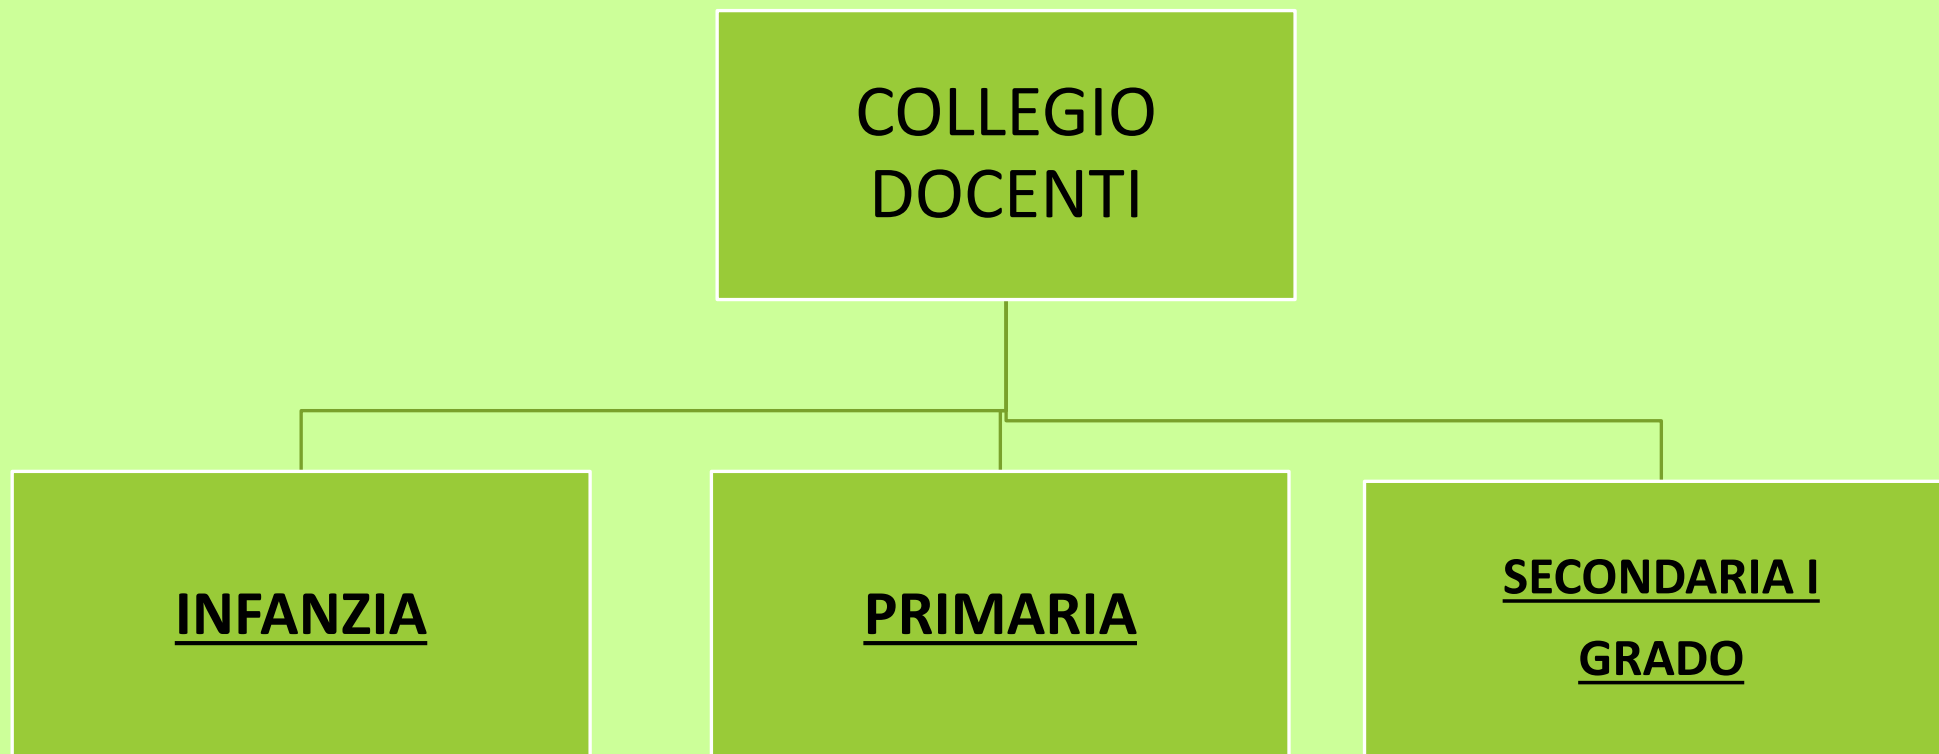 COLLEGIO
DOCENTI
INFANZIA
PRIMARIA
SECONDARIA I
GRADO